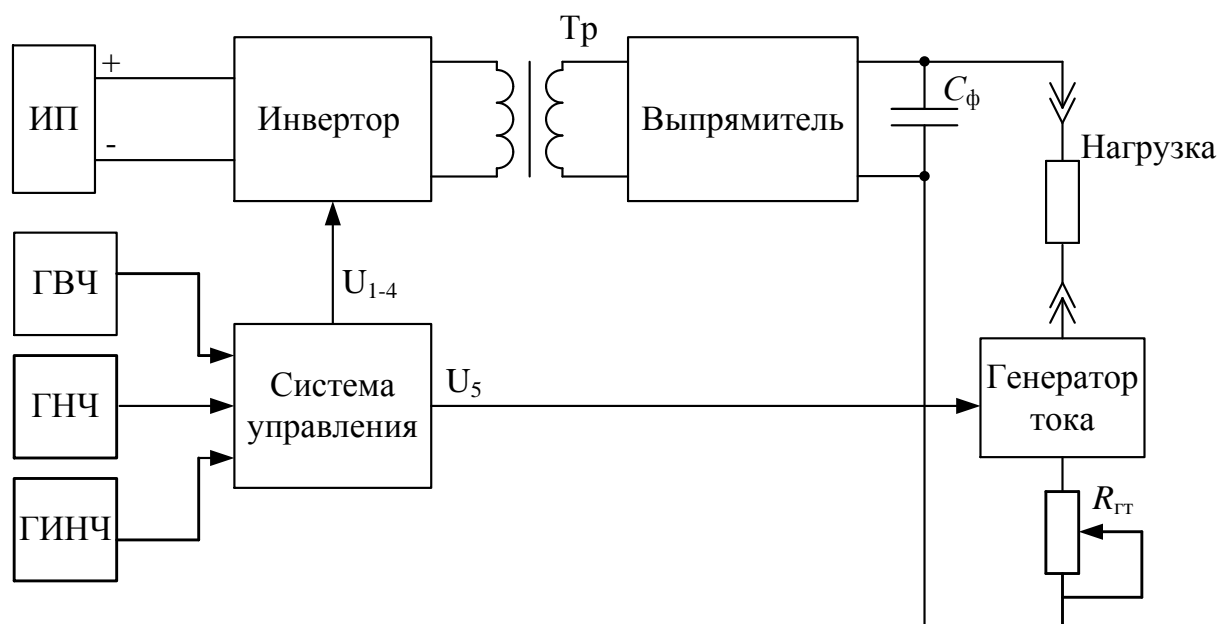 Тр
+
ИП
-
Инвертор
Выпрямитель
Cф
Нагрузка
ГВЧ
U1-4
ГНЧ
Система
управления
U5
Генератор
тока
ГИНЧ
Rгт